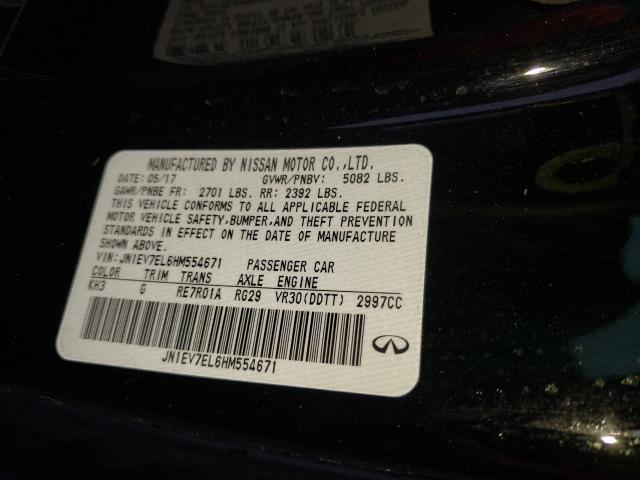 MANUFACTURED BY NISSAN MOTOR CO.,LTD.
DATE: 05/17 GVWR/PNBV: 5082 LBS.
GAWR/PNBE FR: 2701 LBS. RR: 2392 LBS.
THIS VEHICLE CONFORMS TO ALL APPLICABLE FEDERAL
MOTOR VEHICLE SAFETY,BUMPER,AND THEFT PREVENTION
STANDARDS IN EFFECT ON THE DATE OF MANUFACTURE
SHOWN ABOVE.
VIN: JN1EV7EL6HM554671 PASSENGER CAR
COLOR TRIM TRANS AXLE ENGINE
KH3 G RE7R01A RG29 VR30(DDTT) 2997CC
JN1EV7EL6HM554671